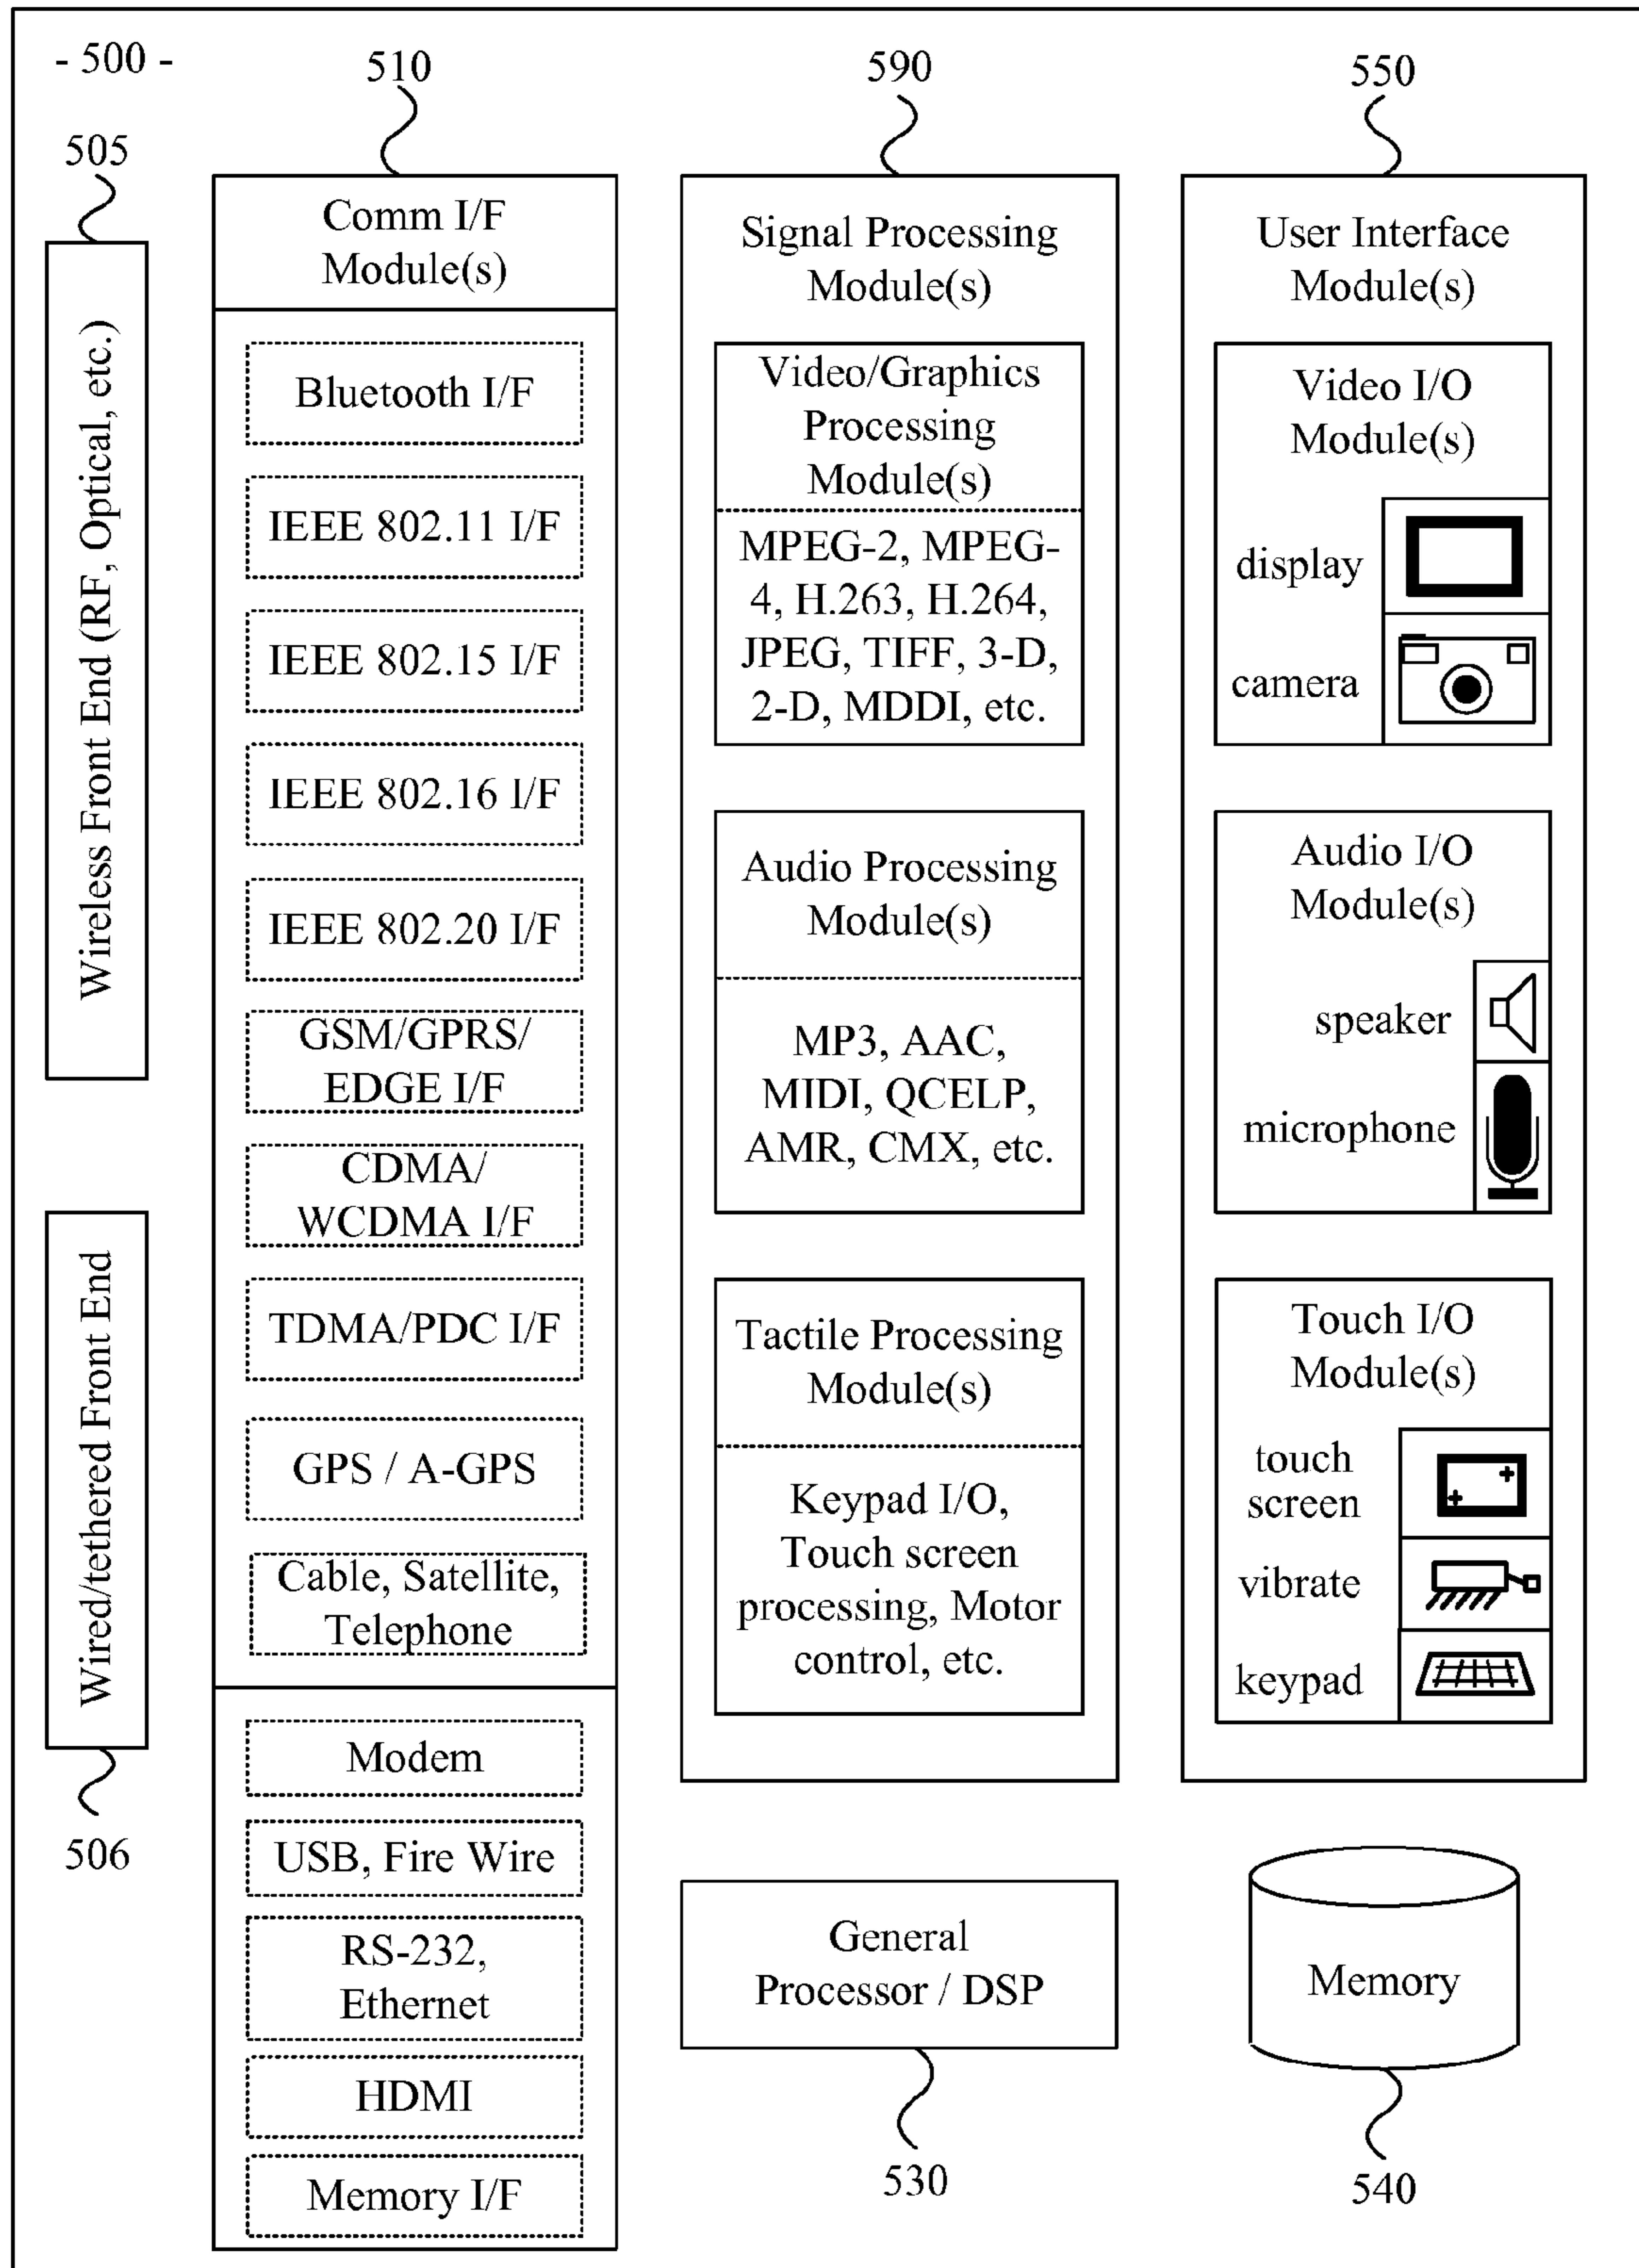 - 500 -
505
Wireless Front End (RF, Optical, etc.)
Wired/tethered Front End
506
510
Comm I/F
Module(s)
Bluetooth I/F
IEEE 802.11 I/F
IEEE 802.15 I/F
IEEE 802.16 I/F
IEEE 802.20 I/F
GSM/GPRS/
EDGE I/F
CDMA/
WCDMA I/F
TDMA/PDC I/F
GPS / A-GPS
Cable, Satellite,
Telephone
Modem
USB, Fire Wire
RS-232,
Ethernet
HDMI
Memory I/F
590
Signal Processing
Module(s)
Video/Graphics
Processing
Module(s)
MPEG-2, MPEG-
4, H.263, H.264,
JPEG, TIFF, 3-D,
2-D, MDDI, etc.
Audio Processing
Module(s)
MP3, AAC,
MIDI, QCELP,
AMR, CMX, etc.
Tactile Processing
Module(s)
Keypad I/O,
Touch screen
processing, Motor
control, etc.
General
Processor / DSP
530
550
User Interface
Module(s)
Video I/O
Module(s)
display
camera
Audio I/O
Module(s)
speaker
microphone
Touch I/O
Module(s)
touch
screen
vibrate
keypad
Memory
540